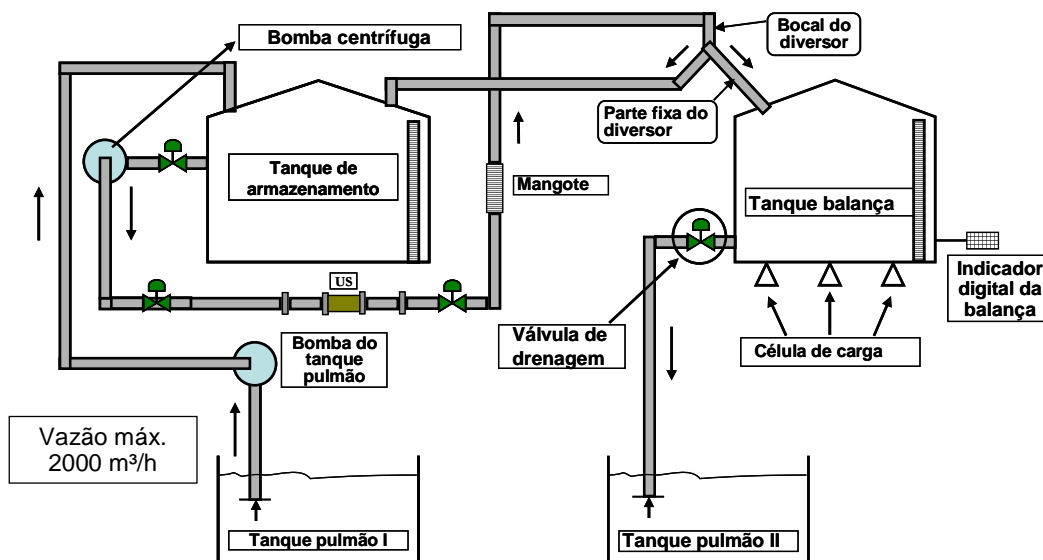 Bomba centrífuga
Bocal do
diversor
Parte fixa do
diversor
Tanque de
armazenamento
Mangote
Tanque balança
US
Indicador
digital da
balança
Válvula de
drenagem
Célula de carga
Bomba do
tanque
pulmão
Vazão máx.
2000 m³/h
Tanque pulmão I
Tanque pulmão II